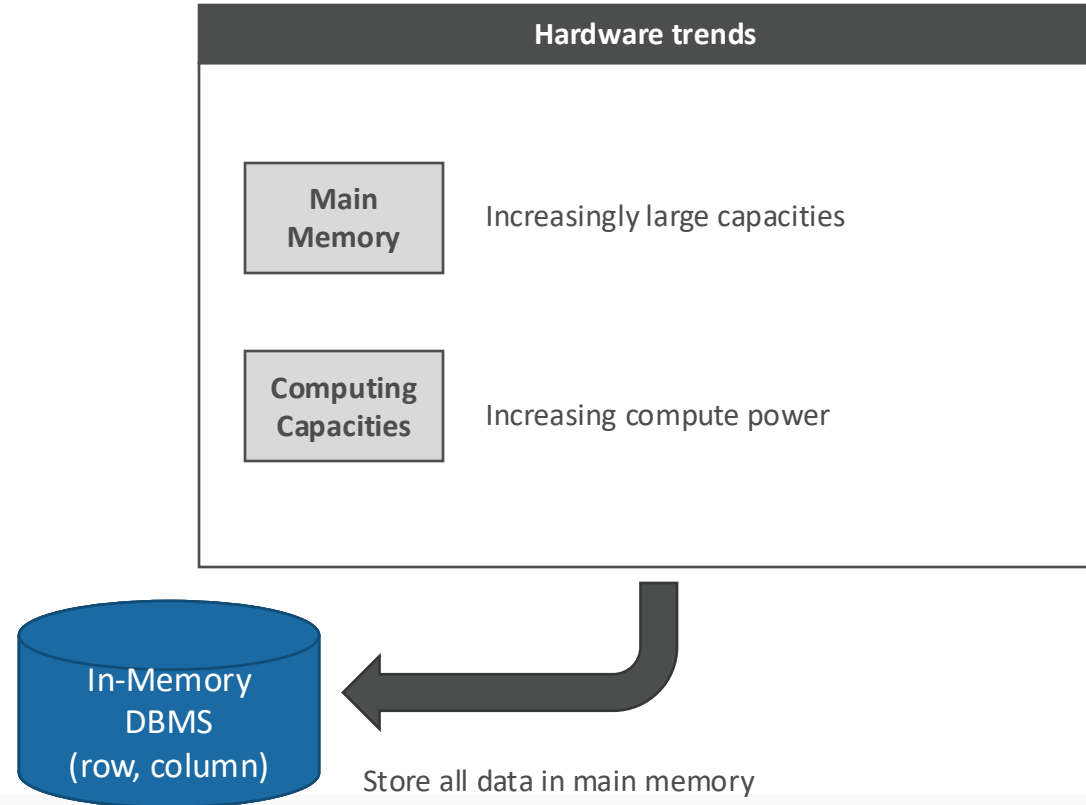 Hardware trends
Main
Memory
Increasingly large capacities
Computing
Capacities
Increasing compute power
In-Memory
DBMS
(row, column)
Store all data in main memory